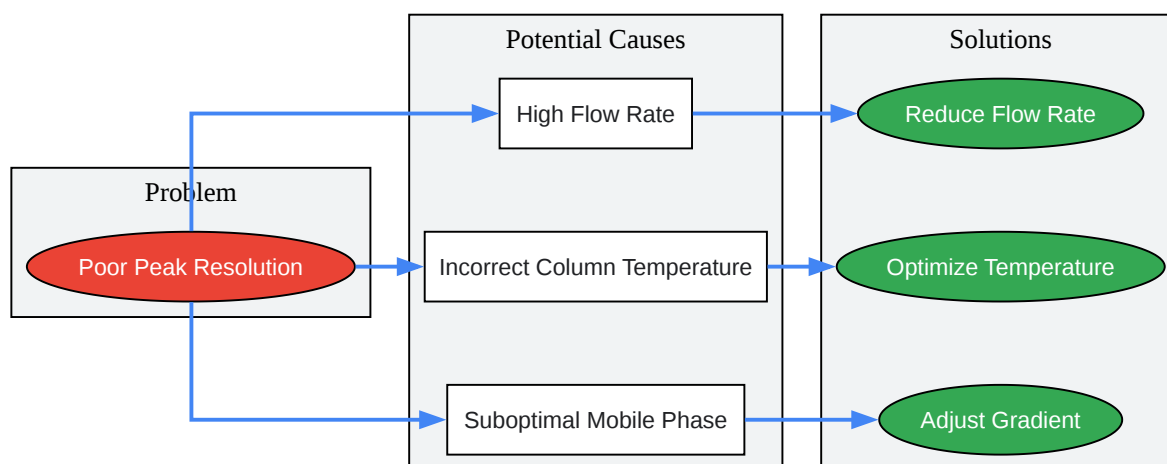 Potential Causes
Solutions
High Flow Rate
Reduce Flow Rate
Problem
Poor Peak Resolution
Incorrect Column Temperature
Optimize Temperature
Suboptimal Mobile Phase
Adjust Gradient